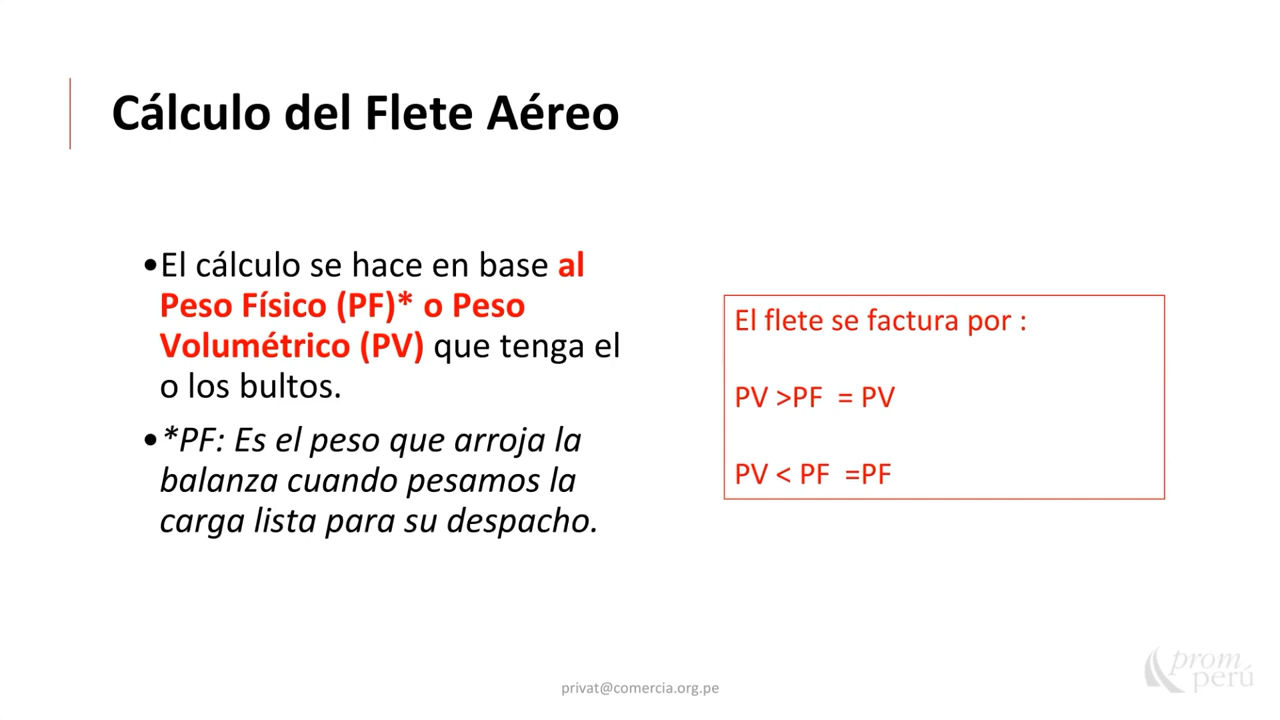 Cálculo del Flete Aéreo
•El cálculo se hace en base al
Peso Físico (PF)* o Peso
Volumétrico (PV) que tenga el
o los bultos.
•*PF: Es el peso que arroja la
balanza cuando pesamos la
carga lista para su despacho.
El flete se factura por :
PV >PF = PV
PV < PF =PF
privat@comercia.org.pe
prom
perú